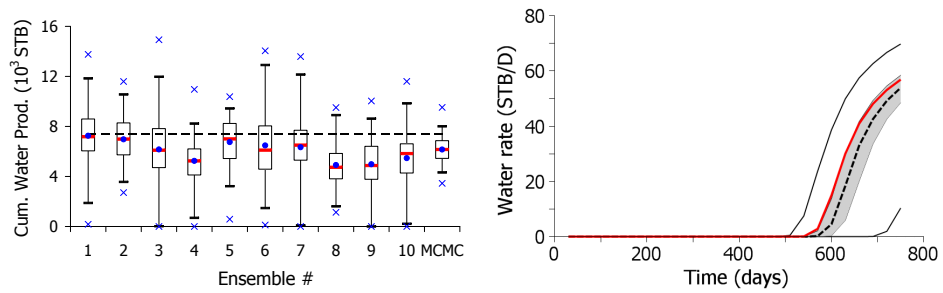 Cum. Water Prod. (10³ STB)
16
12
8
4
0
1 2 3 4 5 6 7 8 9 10 MCMC
Ensemble #
Water rate (STB/D)
80
60
40
20
0
0 200 400 600 800
Time (days)